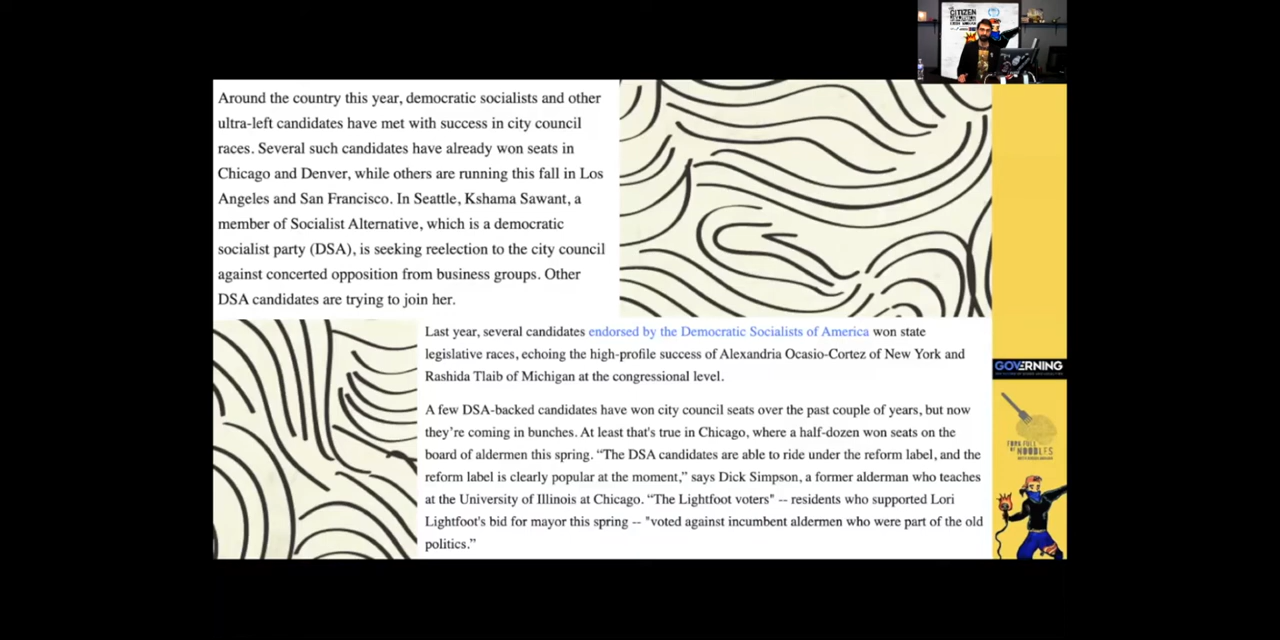 CITIZEN
Around the country this year, democratic socialists and other
ultra-left candidates have met with success in city council
races. Several such candidates have already won seats in
Chicago and Denver, while others are running this fall in Los
Angeles and San Francisco. In Seattle, Kshama Sawant, a
member of Socialist Alternative, which is a democratic
socialist party (DSA), is seeking reelection to the city council
against concerted opposition from business groups. Other
DSA candidates are trying to join her.
Last year, several candidates endorsed by the Democratic Socialists of America won state
legislative races, echoing the high-profile success of Alexandria Ocasio-Cortez of New York and
Rashida Tlaib of Michigan at the congressional level.
A few DSA-backed candidates have won city council seats over the past couple of years, but now
they're coming in bunches. At least that's true in Chicago, where a half-dozen won seats on the
board of aldermen this spring. “The DSA candidates are able to ride under the reform label, and the
reform label is clearly popular at the moment,” says Dick Simpson, a former alderman who teaches
at the University of Illinois at Chicago. “The Lightfoot voters" -- residents who supported Lori
Lightfoot's bid for mayor this spring -- "voted against incumbent aldermen who were part of the old
politics.”
GOVERNING
FORK FULL
OF NOODLES